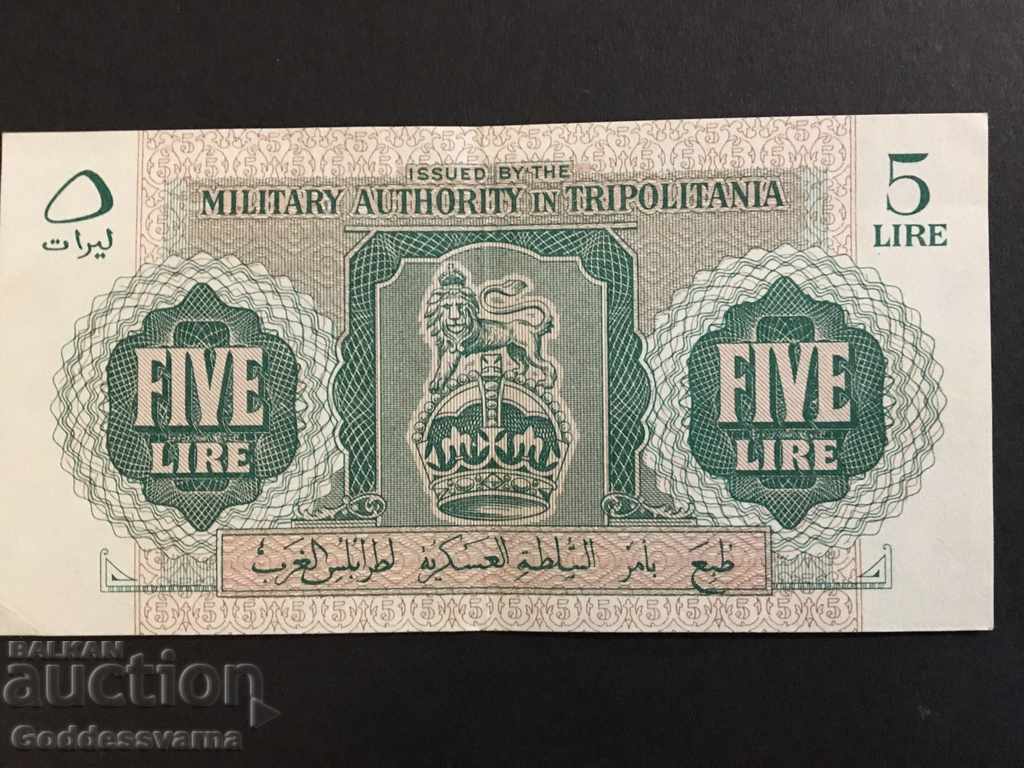 ISSUED BY THE
MILITARY AUTHORITY IN TRIPOLITANIA
٥
ليرات
5
LIRE
FIVE
LIRE
FIVE
LIRE
طبع بامر السلطة العسكرية لطرابلس الغرب
BALKAN
auction
Goddessvarna